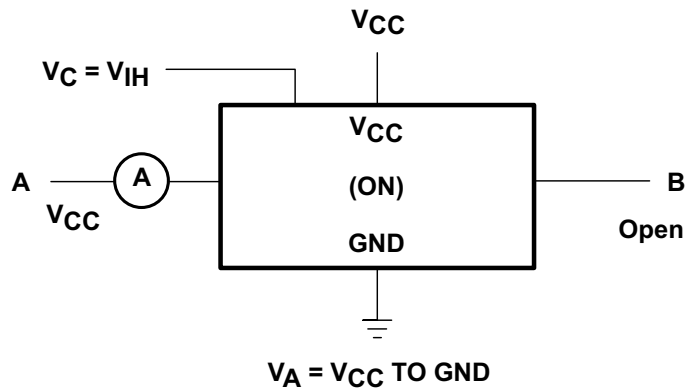 VCC
VC = VIH
VCC
A
A
(ON)
B
VCC
GND
Open
VA = VCC TO GND